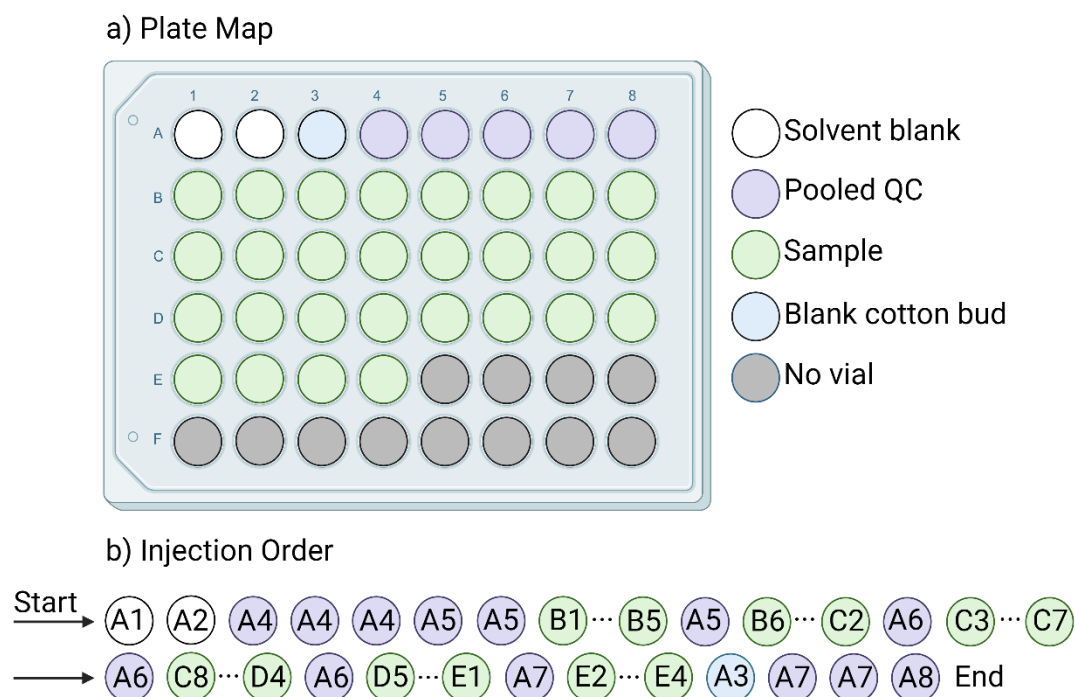 a) Plate Map
1 2 3 4 5 6 7 8
A
B
C
D
E
F
Solvent blank
Pooled QC
Sample
Blank cotton bud
No vial
b) Injection Order
Start
A1 A2 A4 A4 A4 A5 A5 B1 ··· B5 A5 B6 ··· C2 A6 C3 ··· C7
A6 C8 ··· D4 A6 D5 ··· E1 A7 E2 ··· E4 A3 A7 A7 A8 End